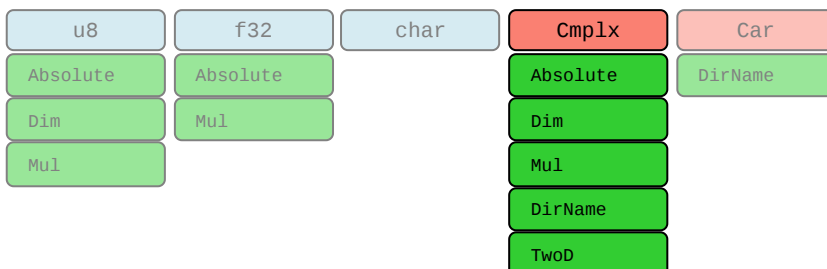 u8 f32 char Cmplx Car
Absolute Absolute Absolute DirName
Dim Mul Dim
Mul Mul
DirName
TwoD